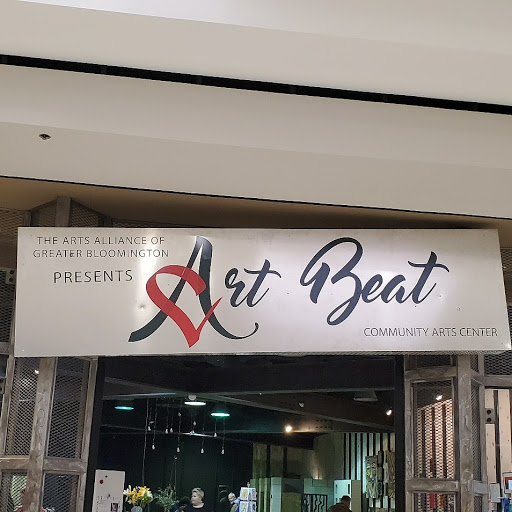 THE ARTS ALLIANCE OF
GREATER BLOOMINGTON
PRESENTS
Art Beat
COMMUNITY ARTS CENTER